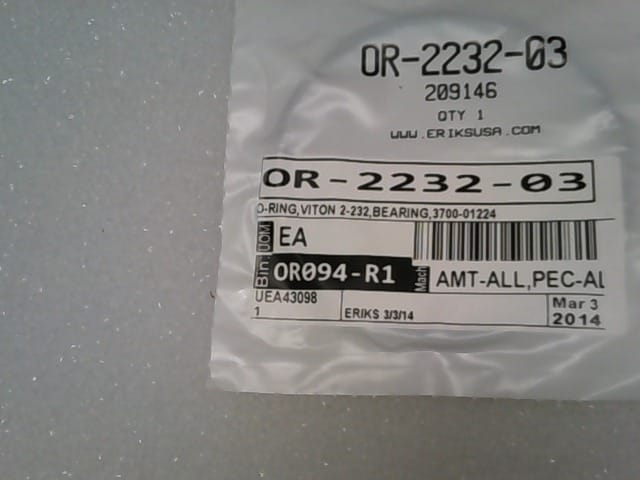 OR-2232-03
209146
QTY 1
WWW.ERIKSUSA.COM
OR-2232-03
O-RING,VITON 2-232,BEARING,3700-01224
UOM EA
Bin: OR094-R1 Mach AMT-ALL,PEC-AL
UEA43098
1
ERIKS 3/3/14
Mar 3
2014